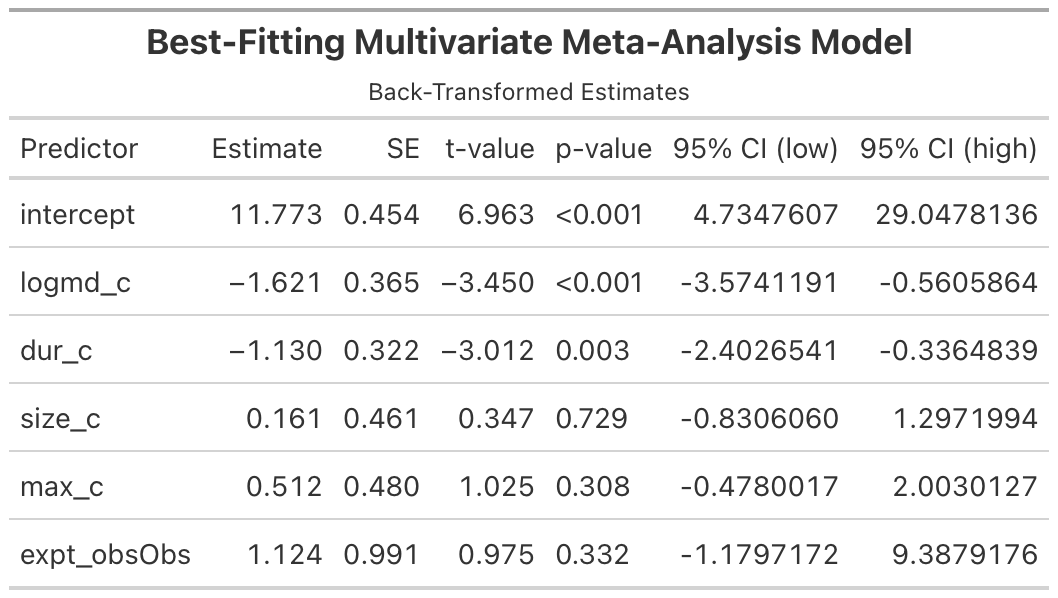 Best-Fitting Multivariate Meta-Analysis Model
Back-Transformed Estimates
Predictor Estimate SE t-value p-value 95% CI (low) 95% CI (high)
intercept 11.773 0.454 6.963 <0.001 4.7347607 29.0478136
logmd_c −1.621 0.365 −3.450 <0.001 -3.5741191 -0.5605864
dur_c −1.130 0.322 −3.012 0.003 -2.4026541 -0.3364839
size_c 0.161 0.461 0.347 0.729 -0.8306060 1.2971994
max_c 0.512 0.480 1.025 0.308 -0.4780017 2.0030127
expt_obsObs 1.124 0.991 0.975 0.332 -1.1797172 9.3879176